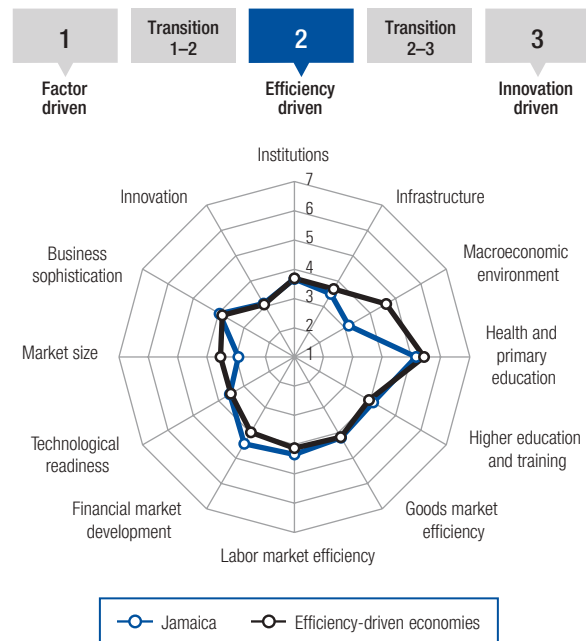 1
Transition
1–2
2
Transition
2–3
3
Factor
driven
Efficiency
driven
Innovation
driven
Institutions
7
6
5
4
3
2
1
Innovation
Infrastructure
Business
sophistication
Macroeconomic
environment
Market size
Health and
primary
education
Technological
readiness
Higher education
and training
Financial market
development
Goods market
efficiency
Labor market efficiency
Jamaica
Efficiency-driven economies